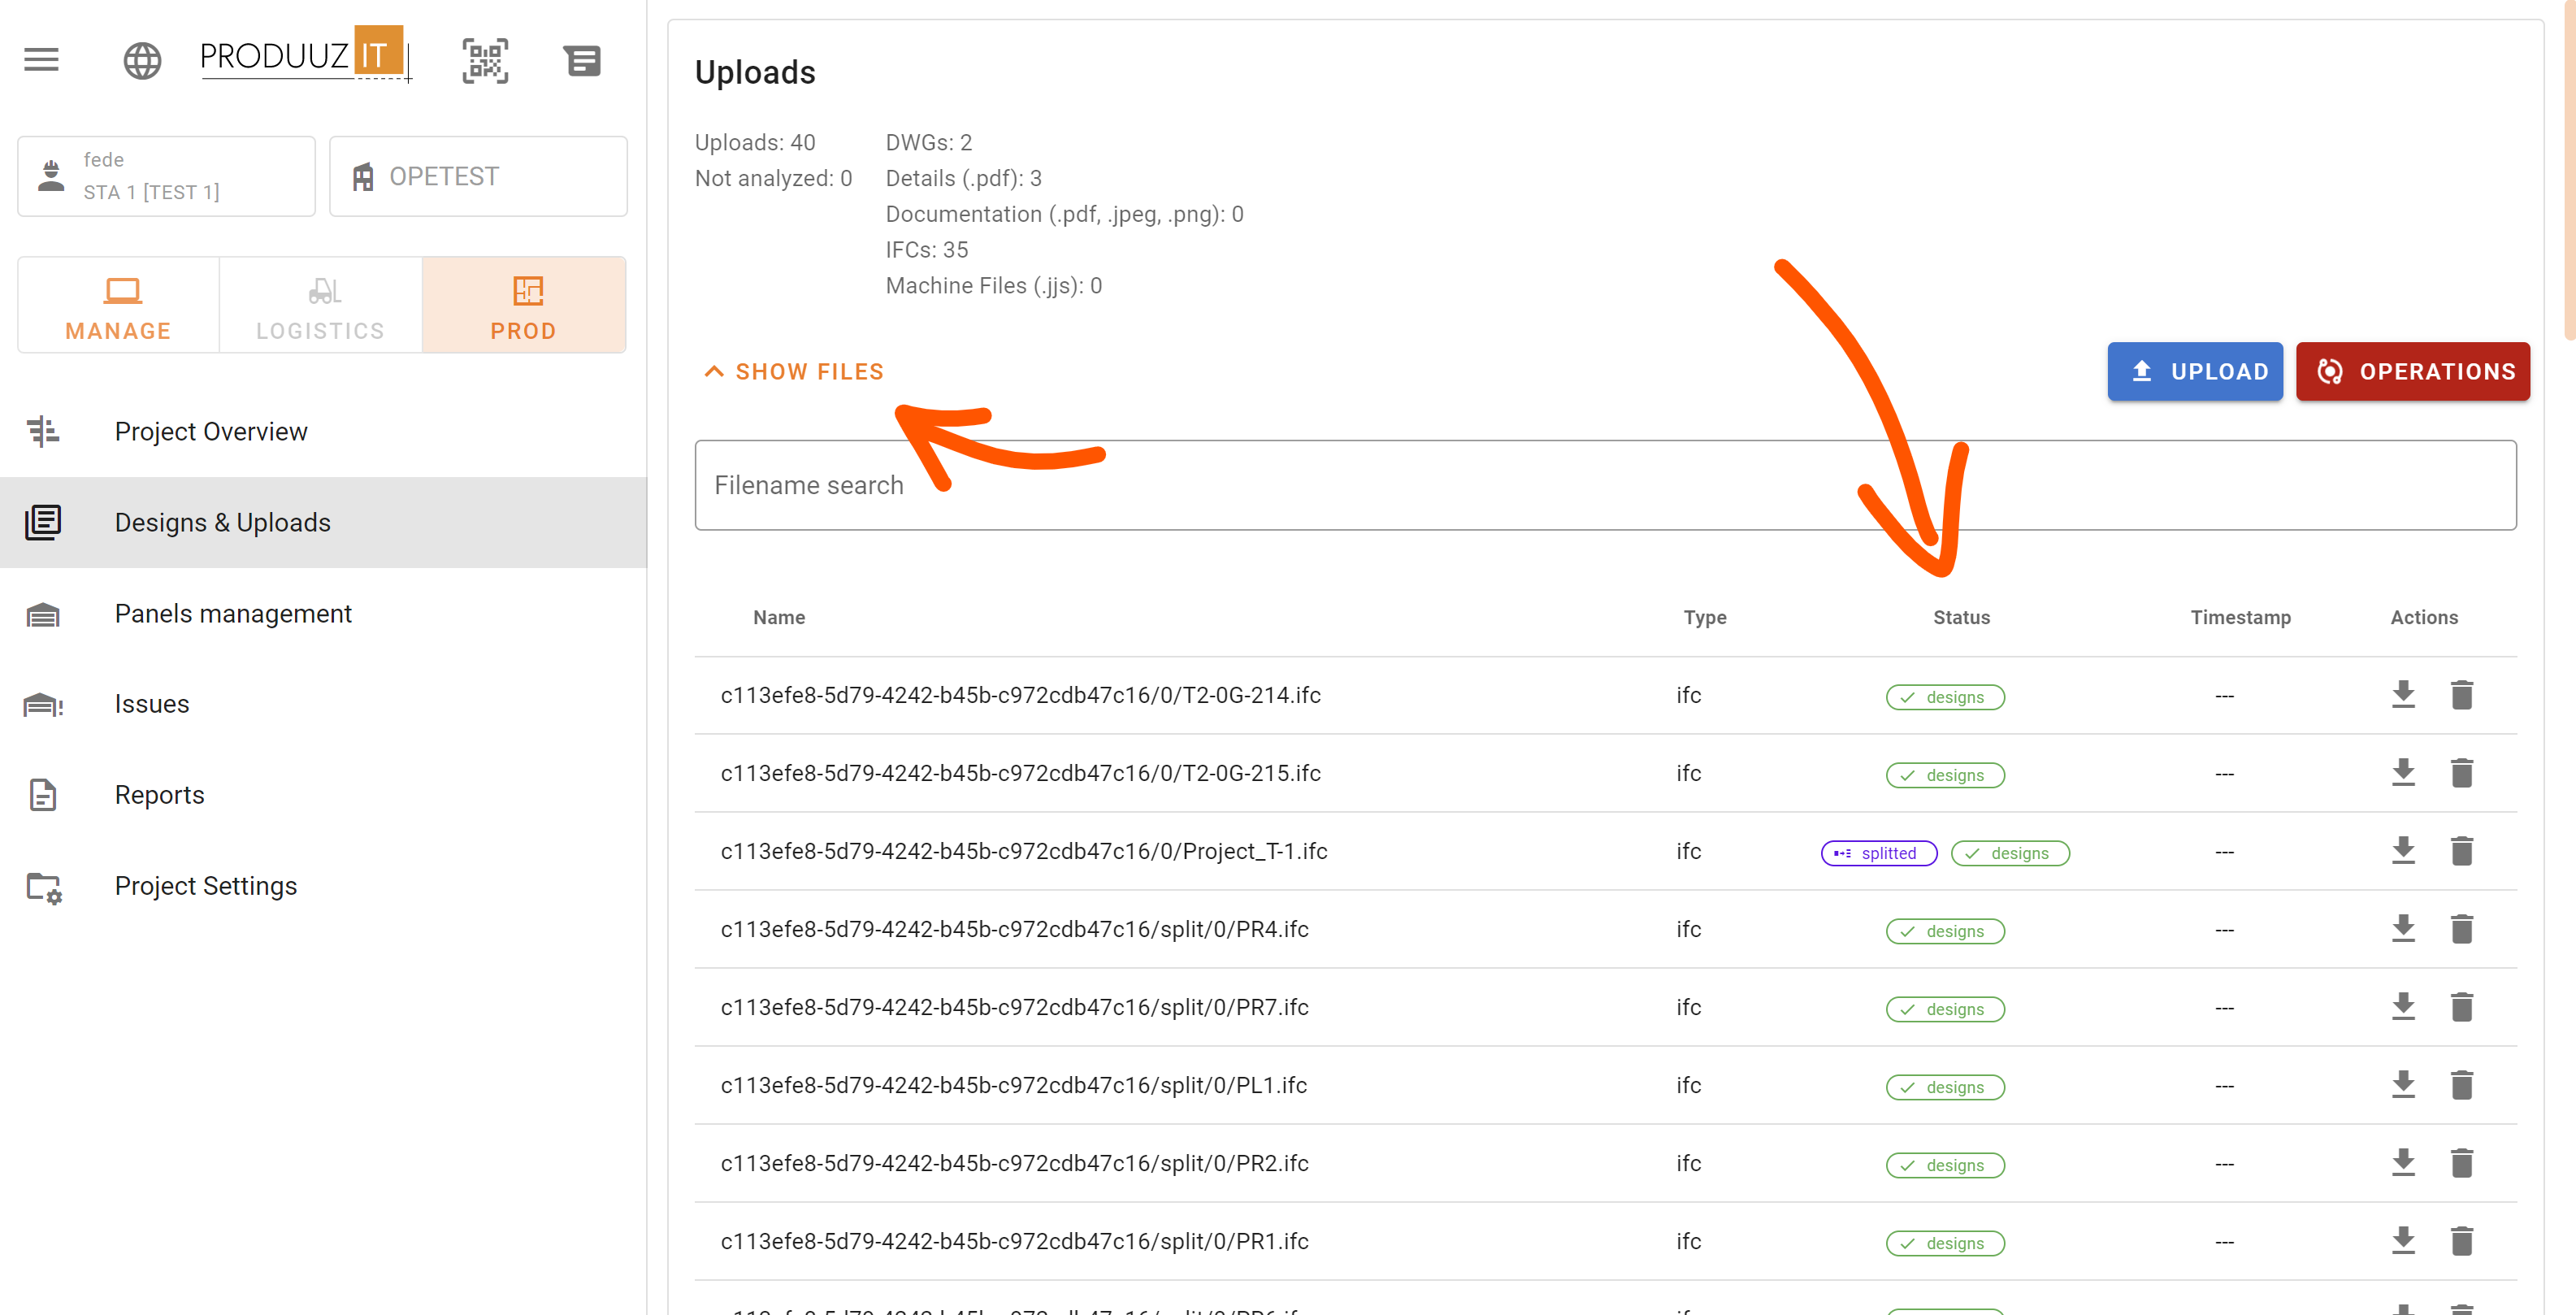 PRODUUZ IT
fede
STA 1 [TEST 1]
OPETEST
MANAGE
LOGISTICS
PROD
Project Overview
Designs & Uploads
Panels management
Issues
Reports
Project Settings
Uploads
Uploads: 40
Not analyzed: 0
DWGs: 2
Details (.pdf): 3
Documentation (.pdf, .jpeg, .png): 0
IFCs: 35
Machine Files (.jjs): 0
SHOW FILES
UPLOAD
OPERATIONS
Filename search
Name Type Status Timestamp Actions
c113efe8-5d79-4242-b45b-c972cdb47c16/0/T2-0G-214.ifc ifc designs ---
c113efe8-5d79-4242-b45b-c972cdb47c16/0/T2-0G-215.ifc ifc designs ---
c113efe8-5d79-4242-b45b-c972cdb47c16/0/Project_T-1.ifc ifc splitted designs ---
c113efe8-5d79-4242-b45b-c972cdb47c16/split/0/PR4.ifc ifc designs ---
c113efe8-5d79-4242-b45b-c972cdb47c16/split/0/PR7.ifc ifc designs ---
c113efe8-5d79-4242-b45b-c972cdb47c16/split/0/PL1.ifc ifc designs ---
c113efe8-5d79-4242-b45b-c972cdb47c16/split/0/PR2.ifc ifc designs ---
c113efe8-5d79-4242-b45b-c972cdb47c16/split/0/PR1.ifc ifc designs ---